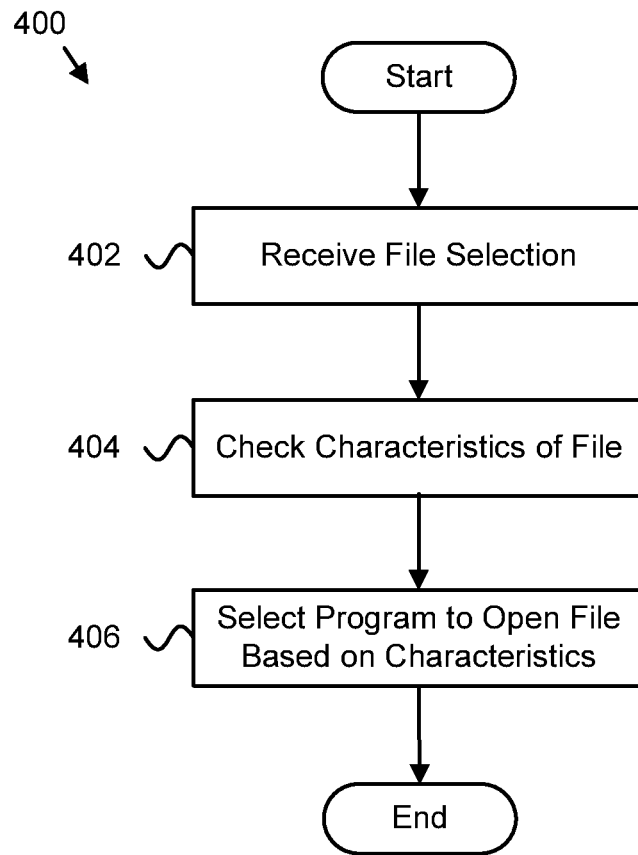 400
Start
402
Receive File Selection
404
Check Characteristics of File
406
Select Program to Open File
Based on Characteristics
End